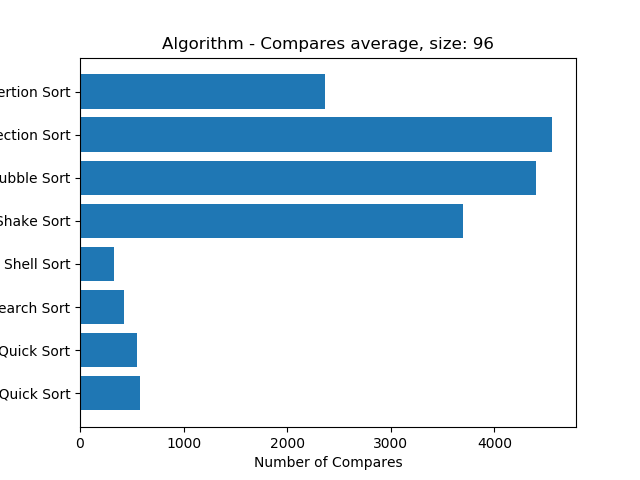 Algorithm - Compares average, size: 96
ertion Sort
ection Sort
ubble Sort
Shake Sort
Shell Sort
earch Sort
Quick Sort
Quick Sort
0 1000 2000 3000 4000
Number of Compares